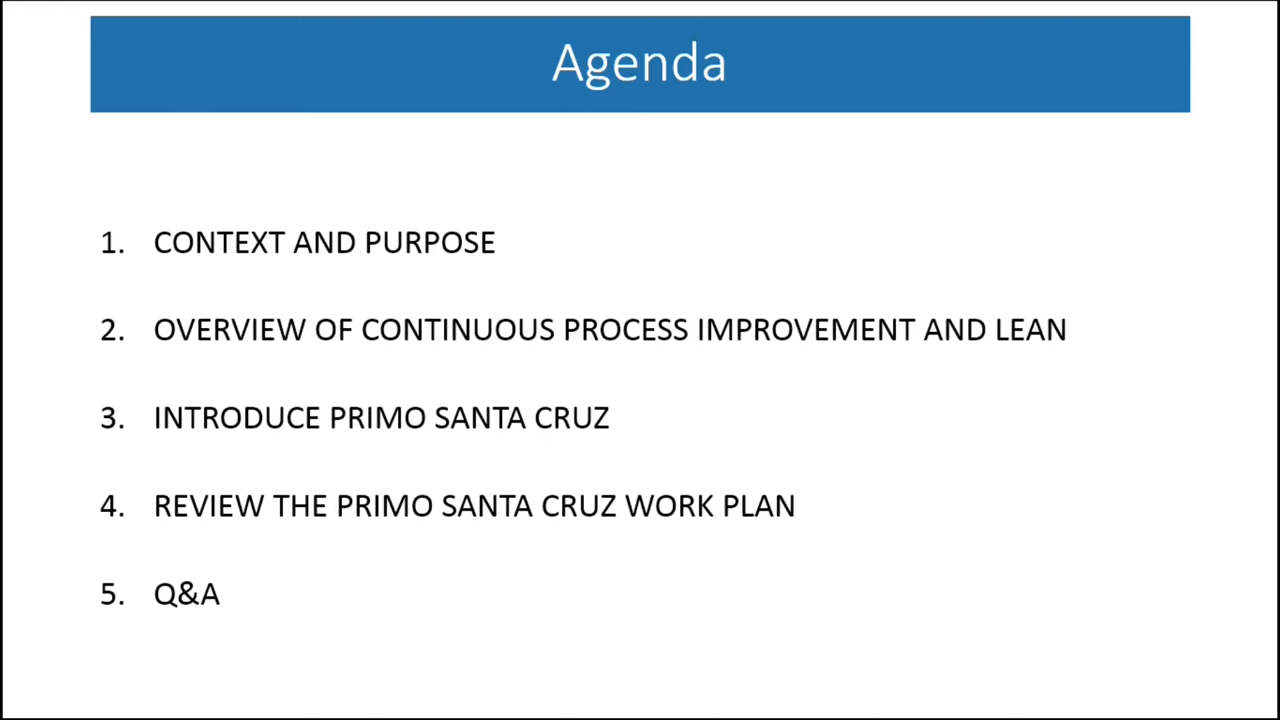 Agenda
1. CONTEXT AND PURPOSE
2. OVERVIEW OF CONTINUOUS PROCESS IMPROVEMENT AND LEAN
3. INTRODUCE PRIMO SANTA CRUZ
4. REVIEW THE PRIMO SANTA CRUZ WORK PLAN
5. Q&A